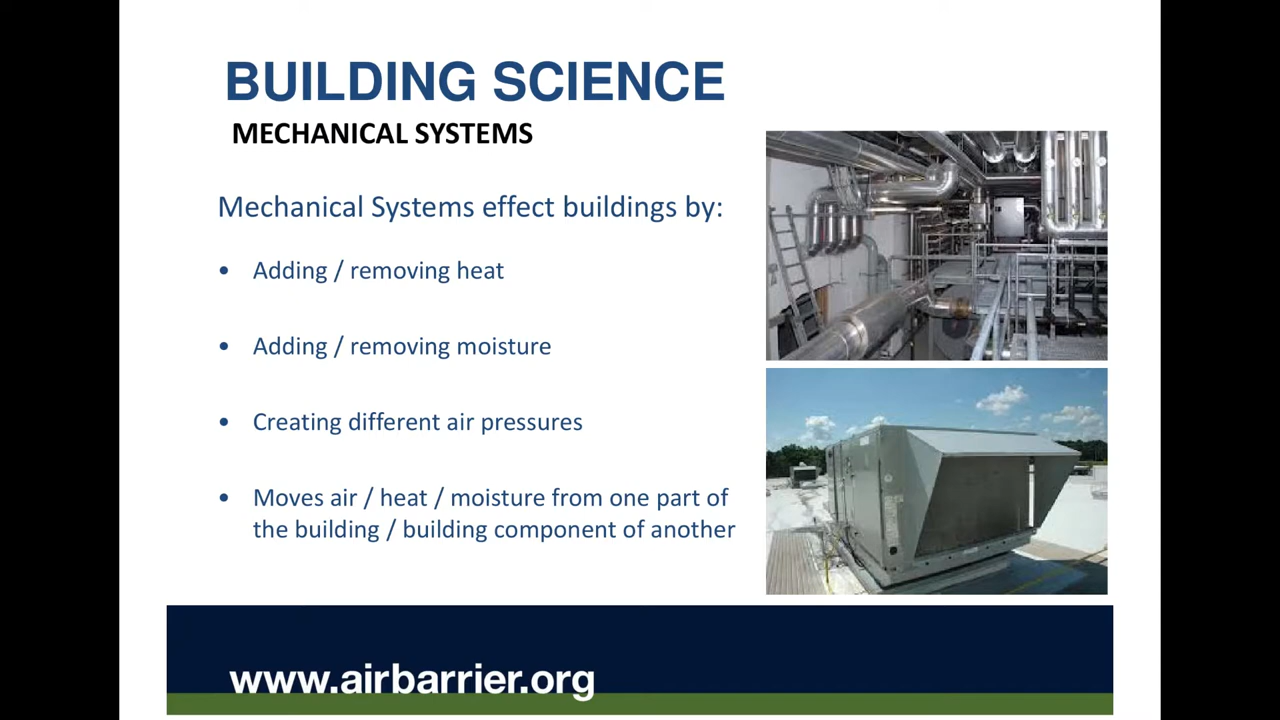 BUILDING SCIENCE
MECHANICAL SYSTEMS
Mechanical Systems effect buildings by:
• Adding / removing heat
• Adding / removing moisture
• Creating different air pressures
• Moves air / heat / moisture from one part of
the building / building component of another
www.airbarrier.org